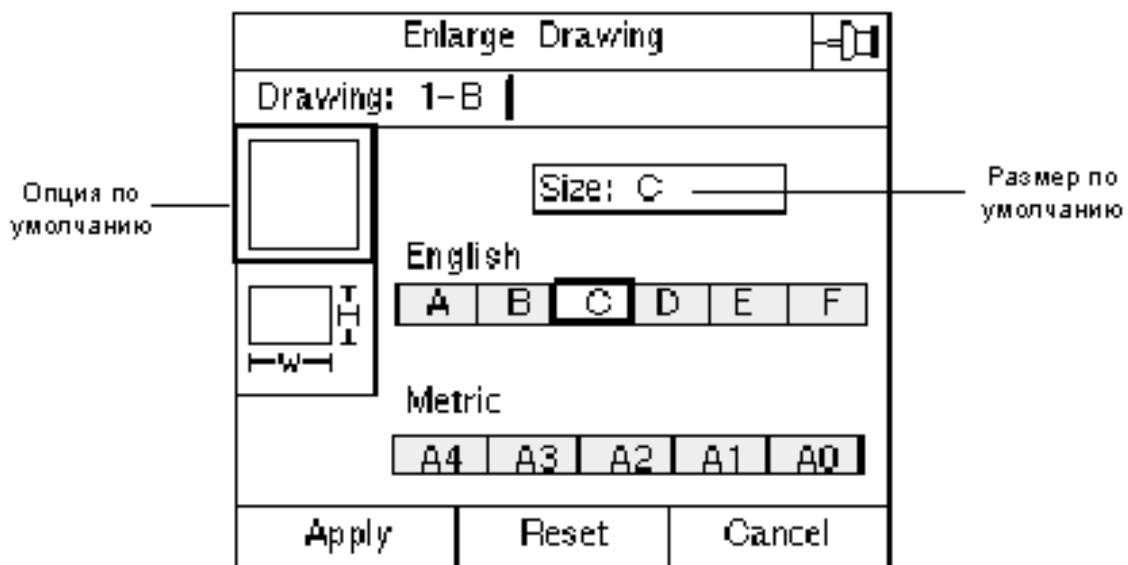 Enlarge Drawing
Drawing: 1-B
Опция по
умолчанию
Size: C
Размер по
умолчанию
English
A B C D E F
H
W
Metric
A4 A3 A2 A1 A0
Apply Reset Cancel